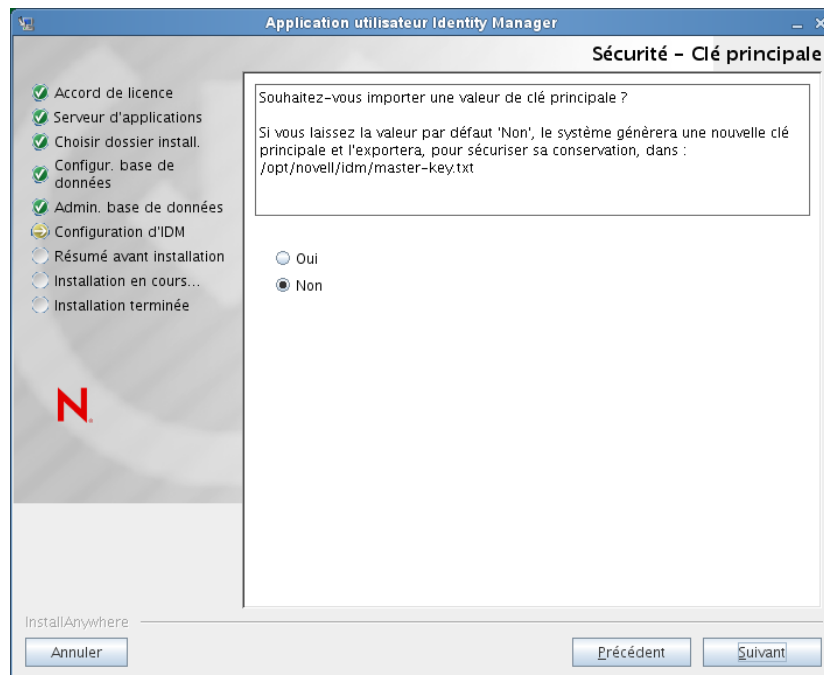 Application utilisateur Identity Manager
Sécurité – Clé principale
Accord de licence
Serveur d'applications
Choisir dossier install.
Configur. base de
données
Admin. base de données
Configuration d'IDM
Résumé avant installation
Installation en cours...
Installation terminée
N
Souhaitez-vous importer une valeur de clé principale ?
Si vous laissez la valeur par défaut 'Non', le système génèrera une nouvelle clé
principale et l'exportera, pour sécuriser sa conservation, dans :
/opt/novell/idm/master-key.txt
Oui
Non
InstallAnywhere
Annuler
Précédent
Suivant